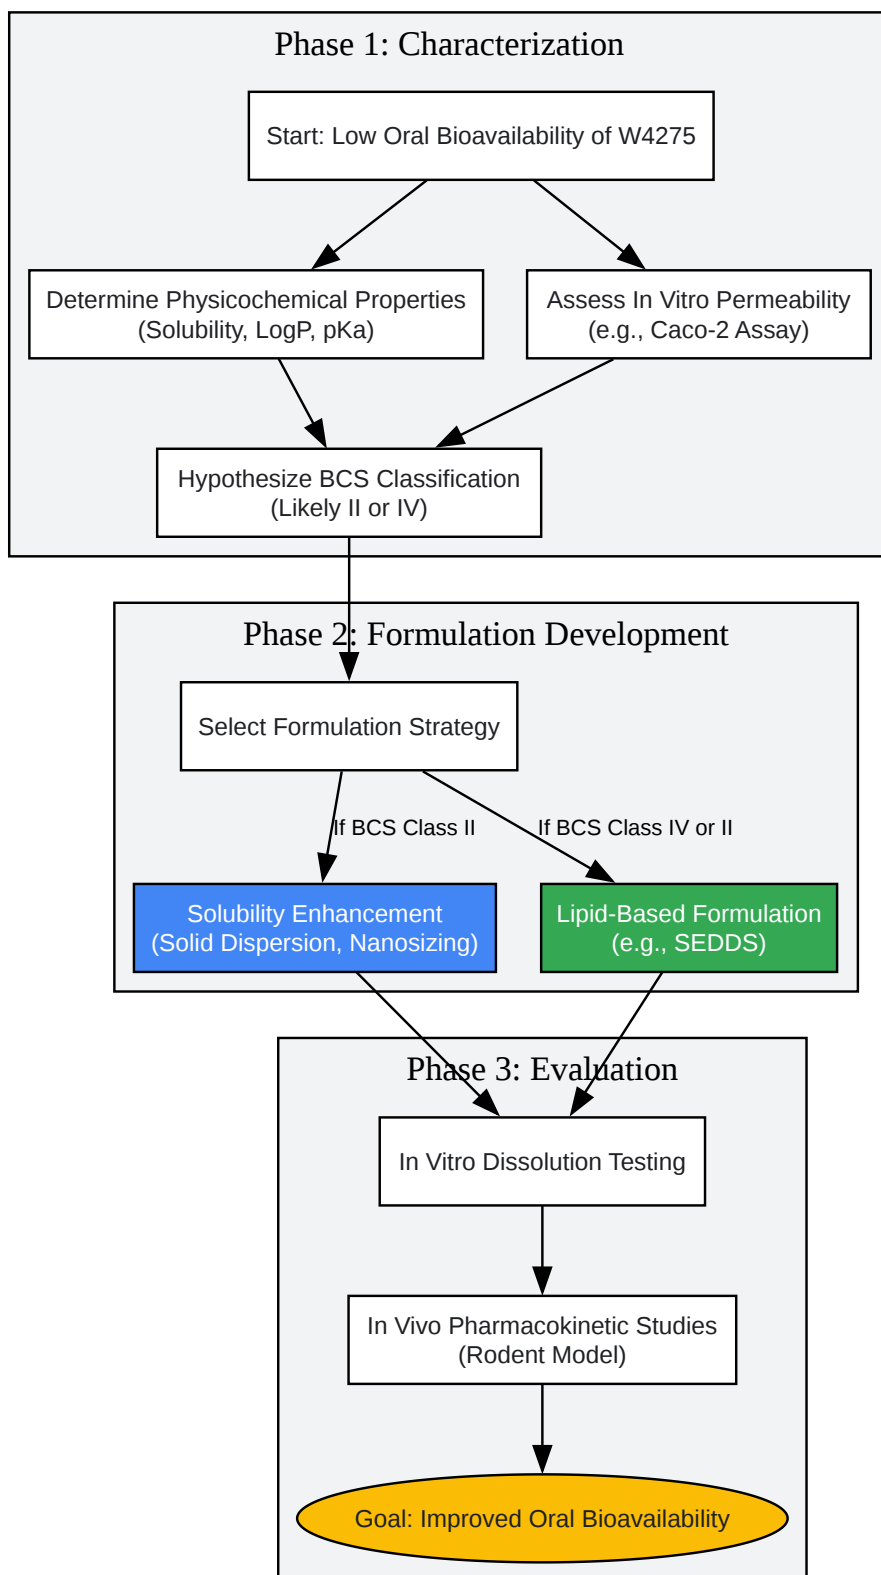 Phase 1: Characterization
Start: Low Oral Bioavailability of W4275
Determine Physicochemical Properties
(Solubility, LogP, pKa)
Assess In Vitro Permeability
(e.g., Caco-2 Assay)
Hypothesize BCS Classification
(Likely II or IV)
Phase 2: Formulation Development
Select Formulation Strategy
If BCS Class II
If BCS Class IV or II
Solubility Enhancement
(Solid Dispersion, Nanosizing)
Lipid-Based Formulation
(e.g., SEDDS)
Phase 3: Evaluation
In Vitro Dissolution Testing
In Vivo Pharmacokinetic Studies
(Rodent Model)
Goal: Improved Oral Bioavailability